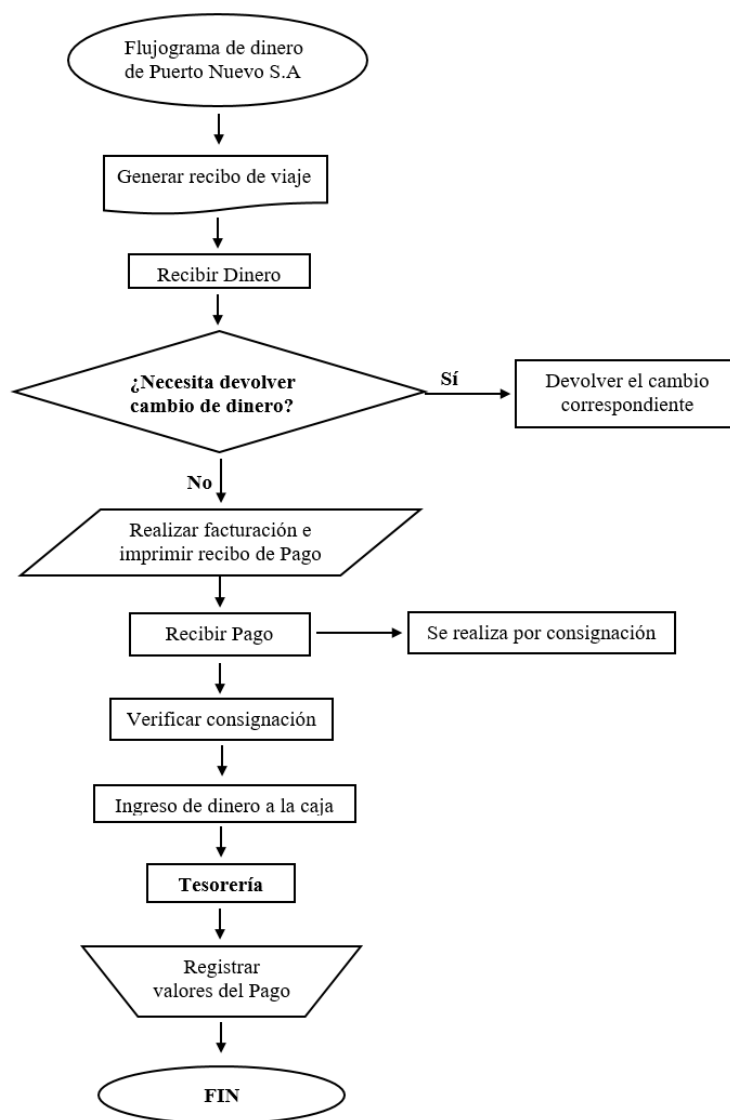 Flujograma de dinero
de Puerto Nuevo S.A
Generar recibo de viaje
Recibir Dinero
¿Necesita devolver
cambio de dinero?
Sí
Devolver el cambio
correspondiente
No
Realizar facturación e
imprimir recibo de Pago
Recibir Pago
Se realiza por consignación
Verificar consignación
Ingreso de dinero a la caja
Tesorería
Registrar
valores del Pago
FIN